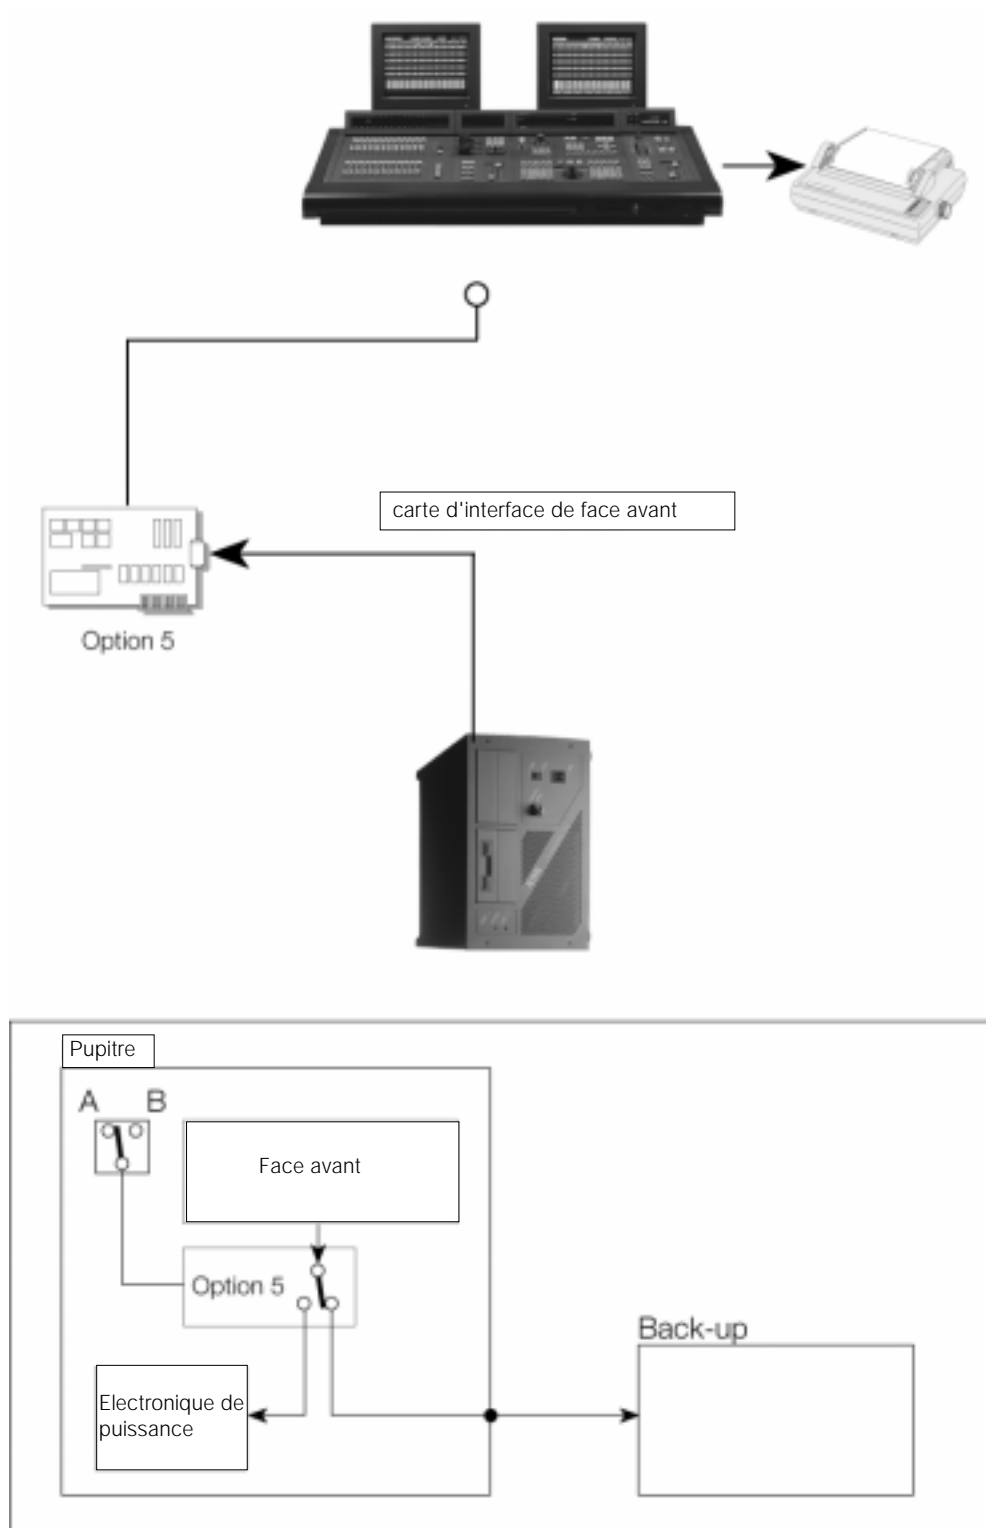 carte d'interface de face avant
Option 5
Pupitre
A B
Face avant
Option 5
Back-up
Electronique de
puissance